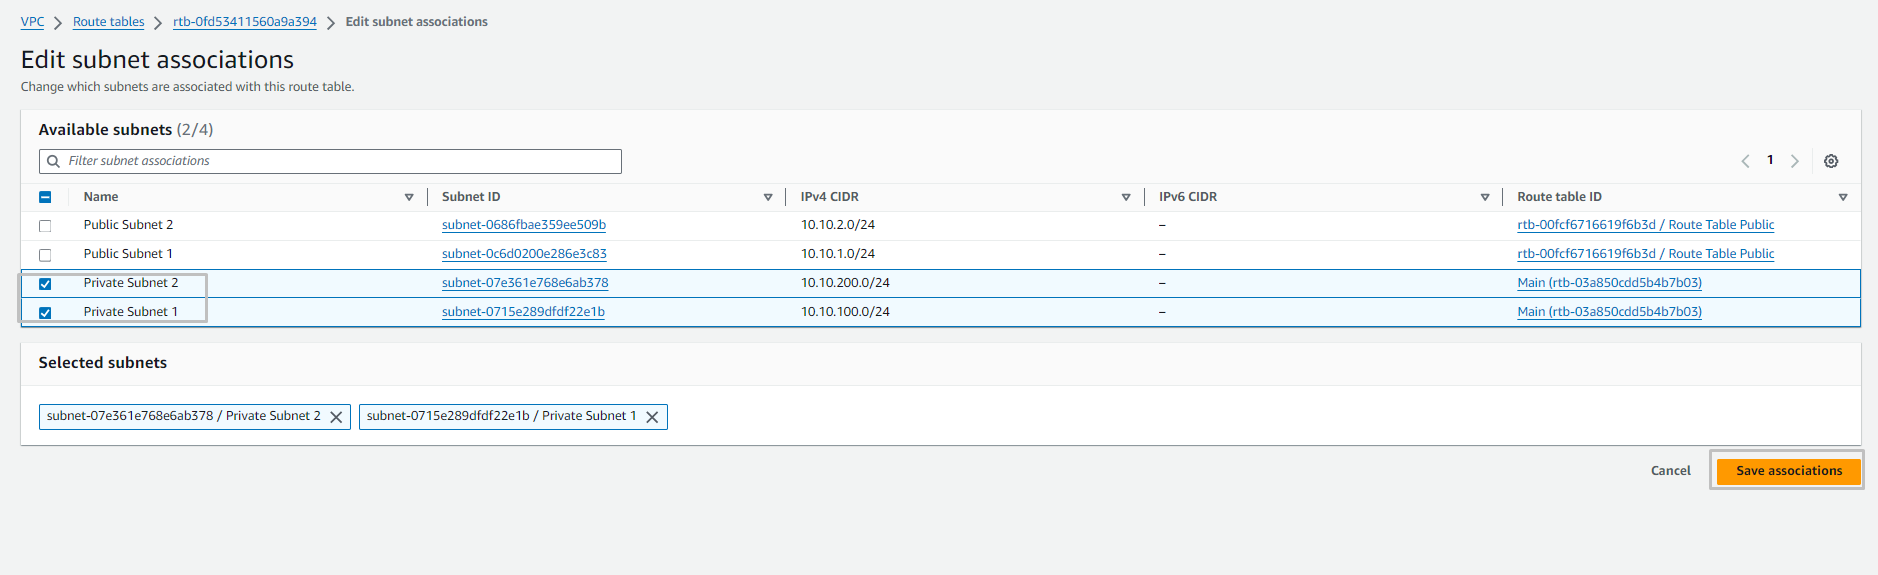 VPC > Route tables > rtb-0fd53411560a9a394 > Edit subnet associations
Edit subnet associations
Change which subnets are associated with this route table.
Available subnets (2/4)
Filter subnet associations
1
Name Subnet ID IPv4 CIDR IPv6 CIDR Route table ID
Public Subnet 2 subnet-0686fbae359ee509b 10.10.2.0/24 – rtb-00fcf6716619f6b3d / Route Table Public
Public Subnet 1 subnet-0c6d0200e286e3c83 10.10.1.0/24 – rtb-00fcf6716619f6b3d / Route Table Public
Private Subnet 2 subnet-07e361e768e6ab378 10.10.200.0/24 – Main (rtb-03a850cdd5b4b7b03)
Private Subnet 1 subnet-0715e289dfdf22e1b 10.10.100.0/24 – Main (rtb-03a850cdd5b4b7b03)
Selected subnets
subnet-07e361e768e6ab378 / Private Subnet 2 subnet-0715e289dfdf22e1b / Private Subnet 1
Cancel Save associations